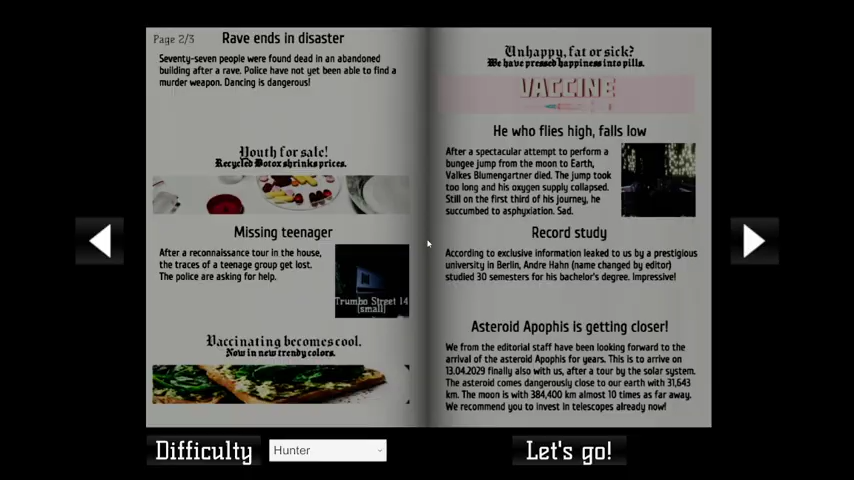 Page 2/3
Rave ends in disaster
Seventy-seven people were found dead in an abandoned
building after a rave. Police have not yet been able to find a
murder weapon. Dancing is dangerous!
Youth for sale!
Recycled Botox shrinks prices.
Missing teenager
After a reconnaissance tour in the house,
the traces of a teenage group get lost.
The police are asking for help.
Trumbo Street 14
(small)
Vaccinating becomes cool.
Now in new trendy colors.
Unhappy, fat or sick?
We have pressed happiness into pills.
VACCINE
He who flies high, falls low
After a spectacular attempt to perform a
bungee jump from the moon to Earth,
Valkes Blumengartner died. The jump took
too long and his oxygen supply collapsed.
Still on the first third of his journey, he
succumbed to asphyxiation. Sad.
Record study
According to exclusive information leaked to us by a prestigious
university in Berlin, Andre Hahn (name changed by editor)
studied 30 semesters for his bachelor's degree. Impressive!
Asteroid Apophis is getting closer!
We from the editorial staff have been looking forward to the
arrival of the asteroid Apophis for years. This is to arrive on
13.04.2029 finally also with us, after a tour by the solar system.
The asteroid comes dangerously close to our earth with 31,643
km. The moon is with 384,400 km almost 10 times as far away.
We recommend you to invest in telescopes already now!
Difficulty
Hunter
Let's go!